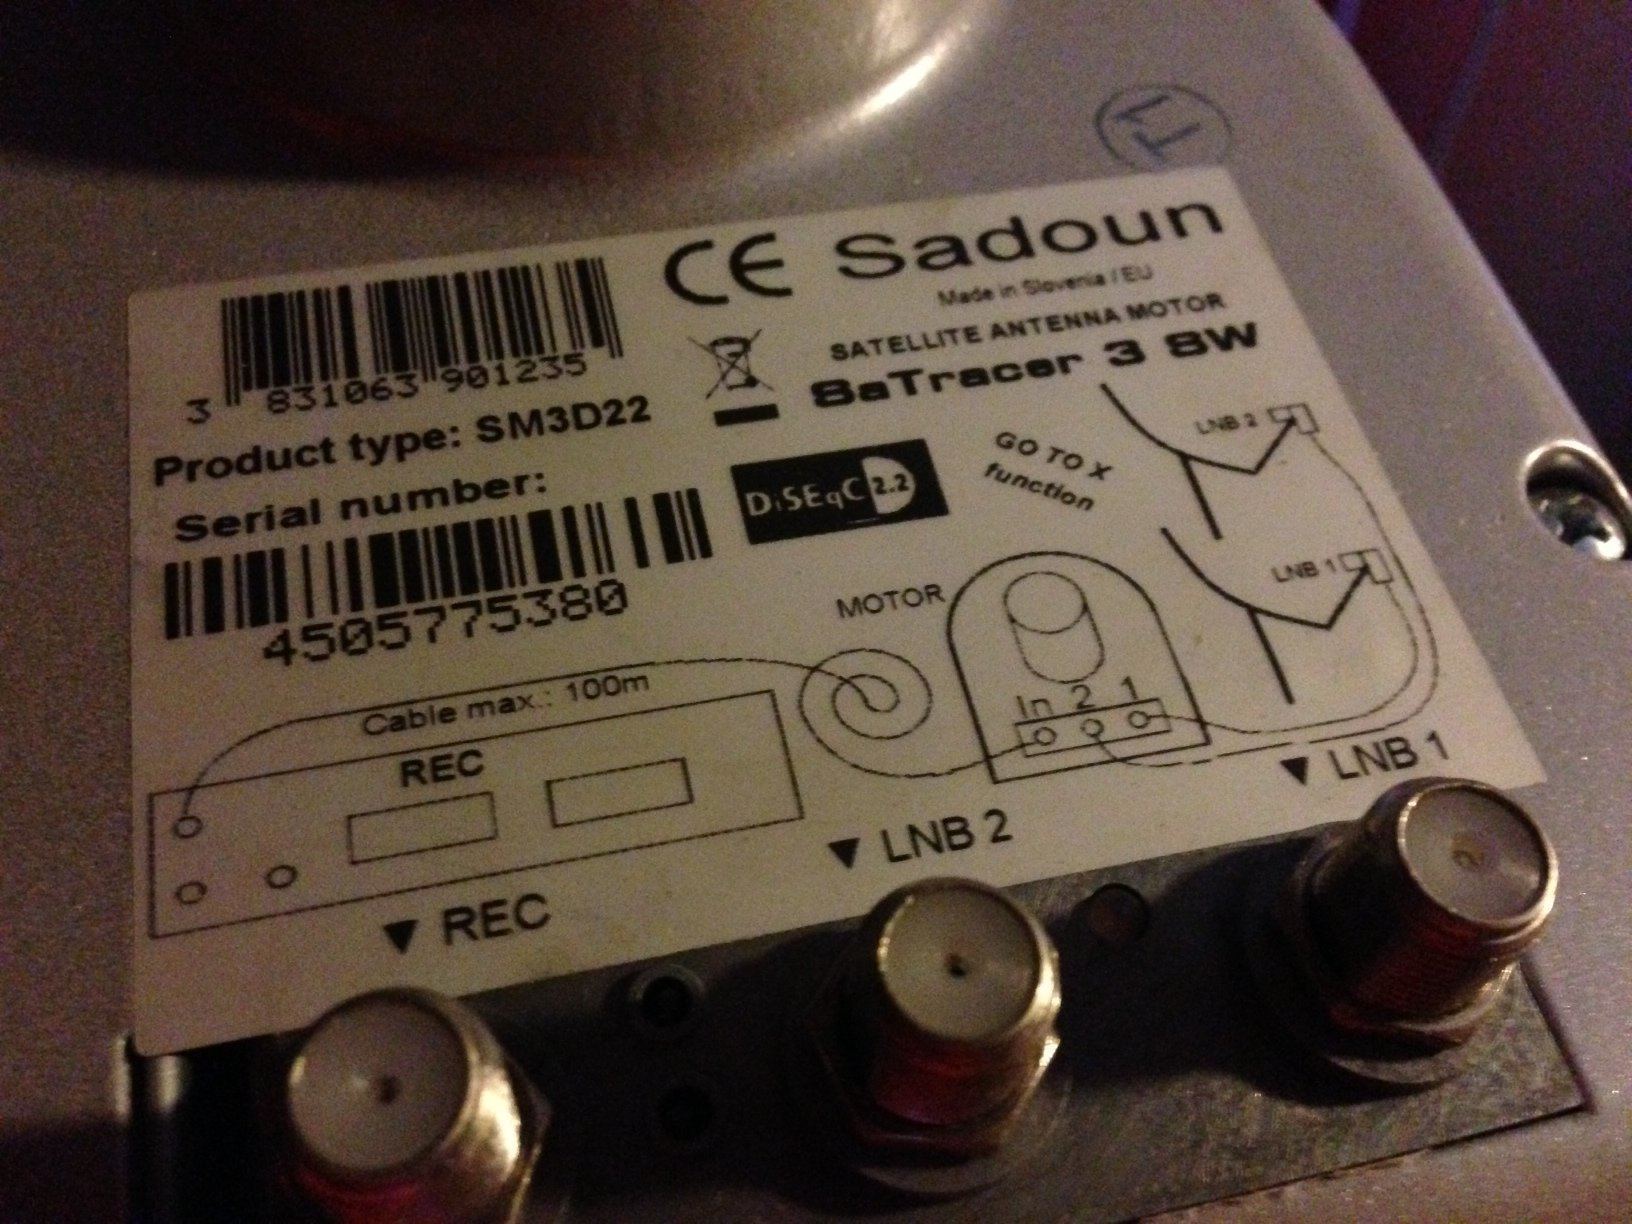 CE Sadoun
Made in Slovenia / EU
SATELLITE ANTENNA MOTOR
SaTracer 3 8W
3 831063 901235
Product type: SM3D22
Serial number:
4505775380
DiSEqC 2.2
GO TO X
function
LNB 2
LNB 1
MOTOR
In 2 1
Cable max.: 100m
REC
REC
LNB 2
LNB 1